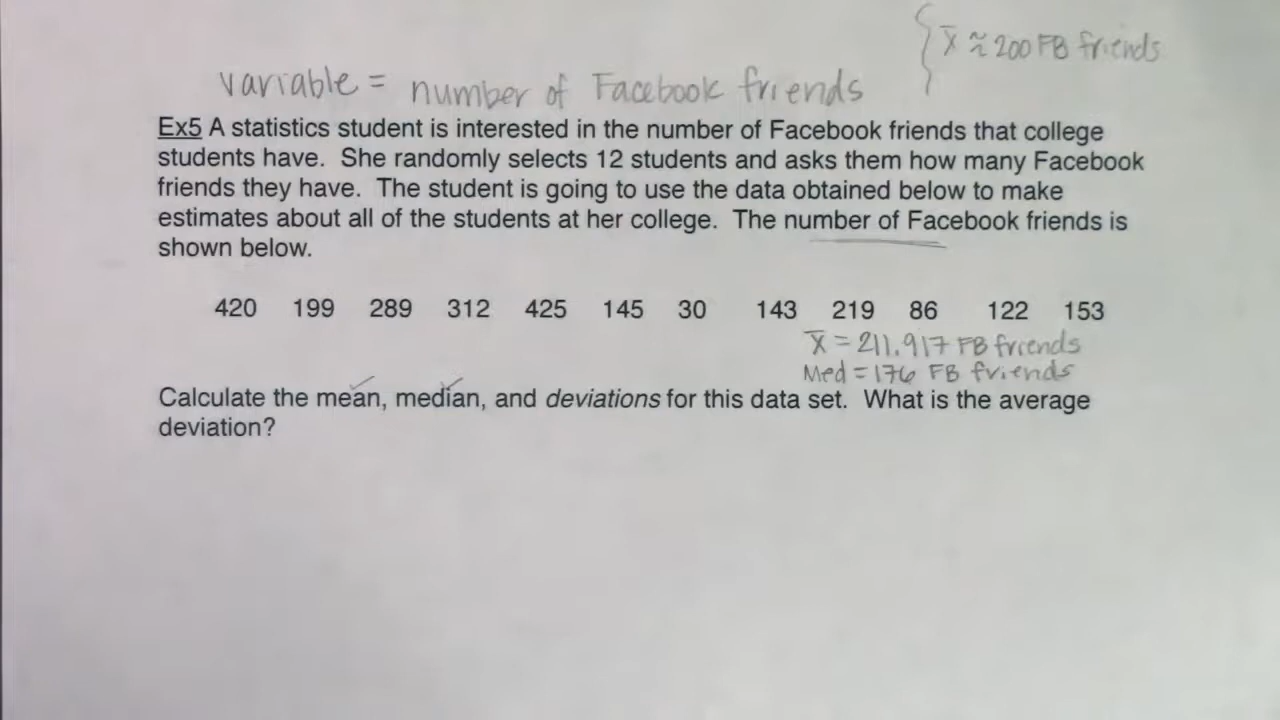 x̄ ≈ 200 FB friends
variable = number of Facebook friends
Ex5 A statistics student is interested in the number of Facebook friends that college
students have. She randomly selects 12 students and asks them how many Facebook
friends they have. The student is going to use the data obtained below to make
estimates about all of the students at her college. The number of Facebook friends is
shown below.
420 199 289 312 425 145 30 143 219 86 122 153
x̄ = 211.917 FB friends
Med = 176 FB friends
Calculate the mean, median, and deviations for this data set. What is the average
deviation?